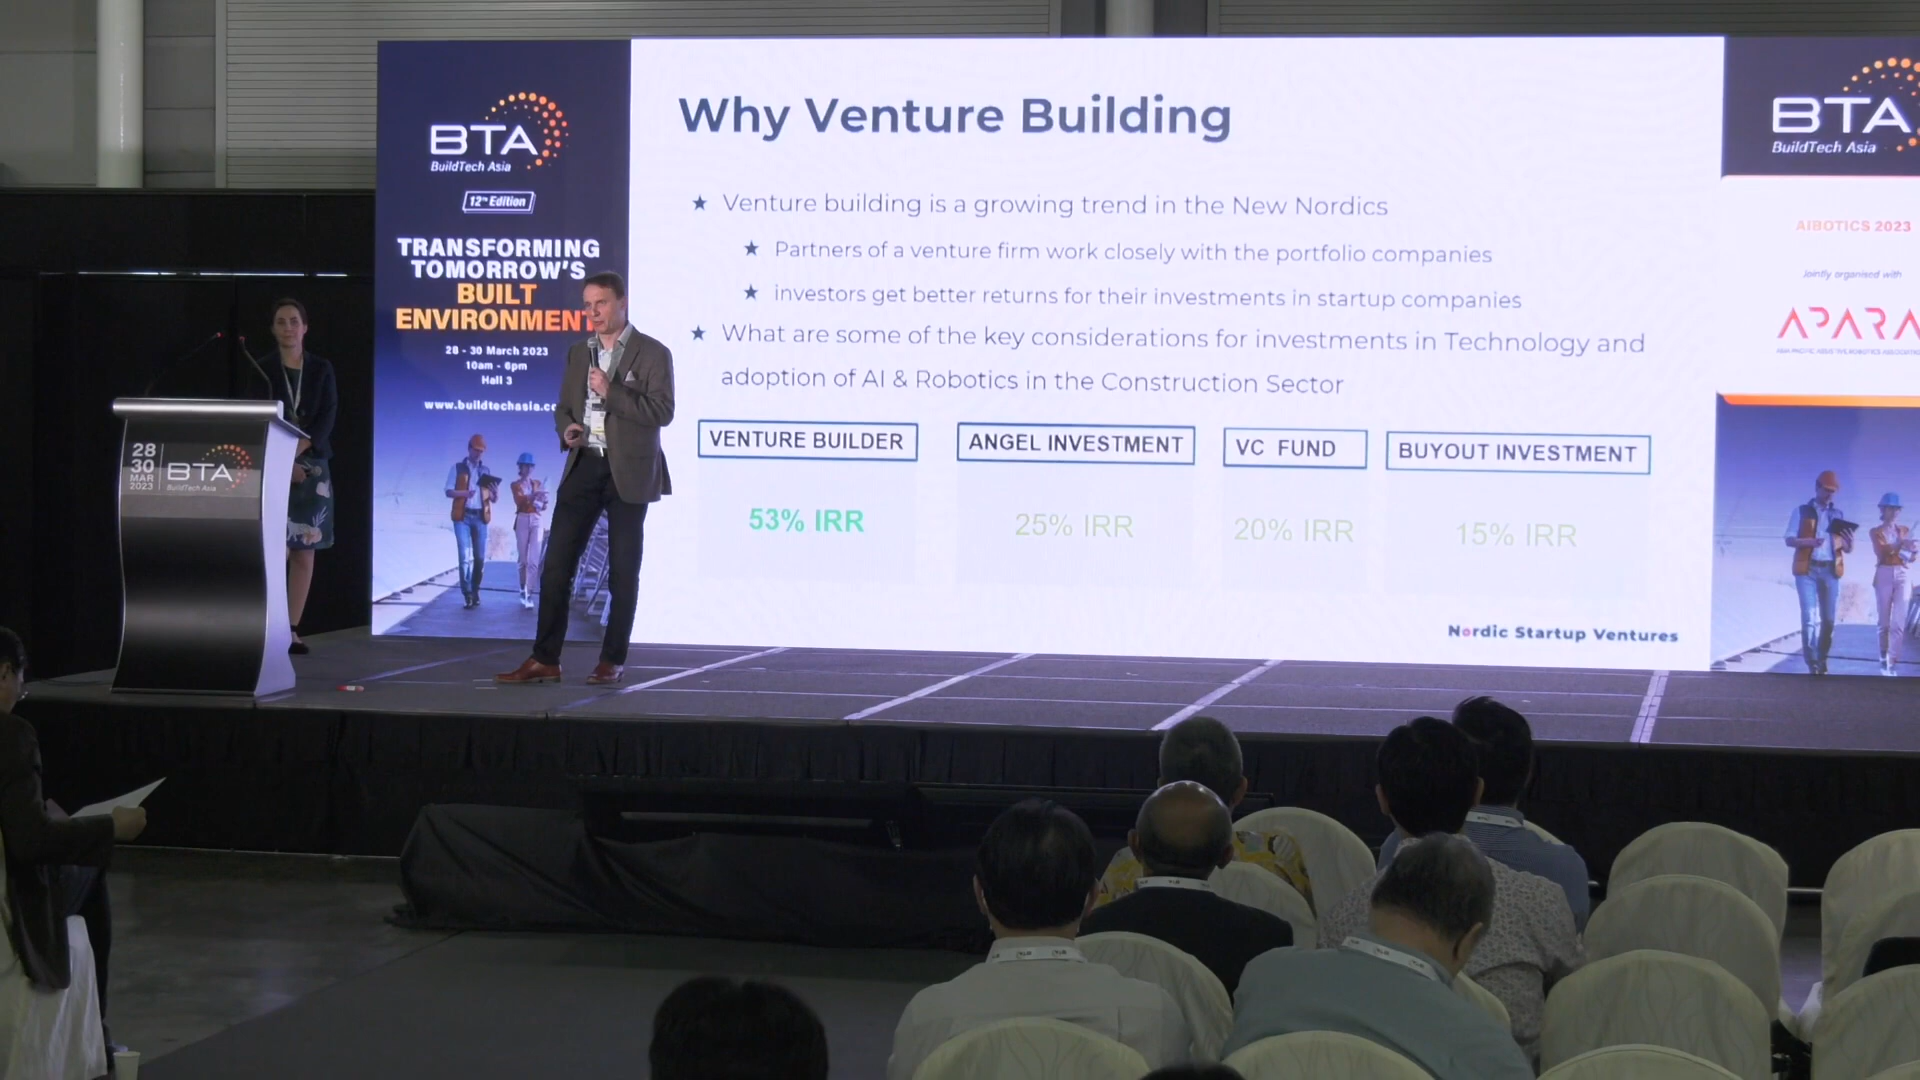 BTA
BuildTech Asia
12th Edition
TRANSFORMING
TOMORROW'S
BUILT
ENVIRONMENT
28 - 30 March 2023
10am - 6pm
Hall 3
www.buildtechasia.co
Why Venture Building
★ Venture building is a growing trend in the New Nordics
★ Partners of a venture firm work closely with the portfolio companies
★ investors get better returns for their investments in startup companies
★ What are some of the key considerations for investments in Technology and
adoption of AI & Robotics in the Construction Sector
VENTURE BUILDER
ANGEL INVESTMENT
VC FUND
BUYOUT INVESTMENT
53% IRR
25% IRR
20% IRR
15% IRR
Nordic Startup Ventures
BTA
BuildTech Asia
AIBOTICS 2023
Jointly organised with
APARA
28
30
MAR
2023
BTA
BuildTech Asia